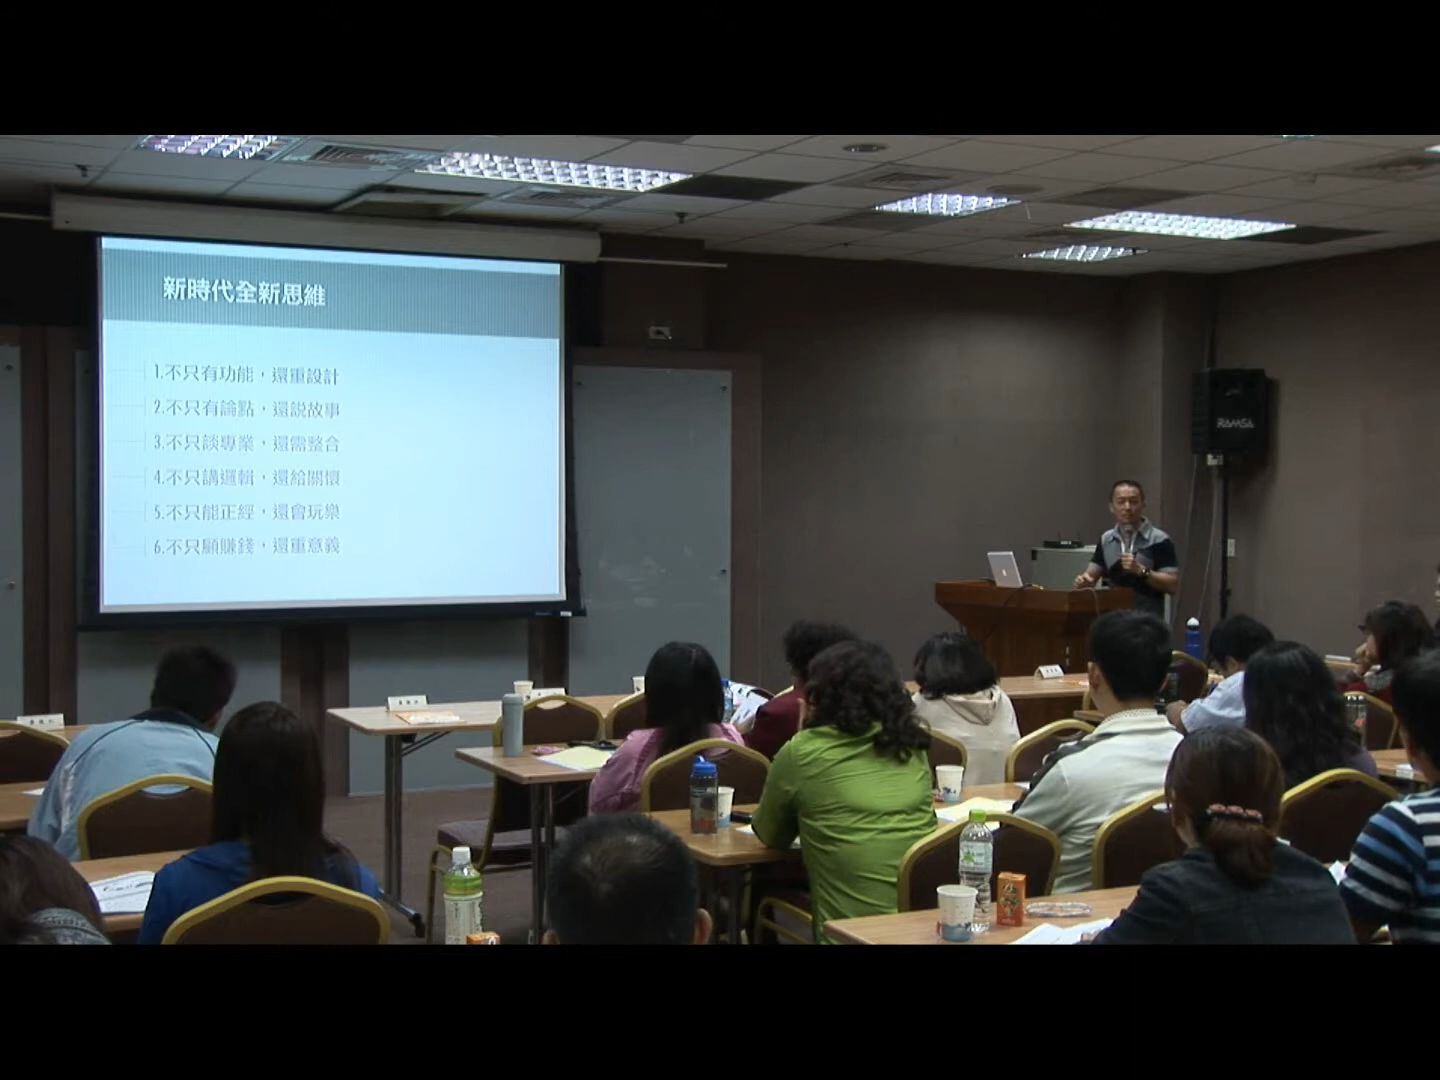 新時代全新思維
1.不只有功能，還重設計
2.不只有論點，還說故事
3.不只談專業，還需整合
4.不只講邏輯，還給關懷
5.不只能正經，還會玩樂
6.不只顧賺錢，還重意義
RAMSA